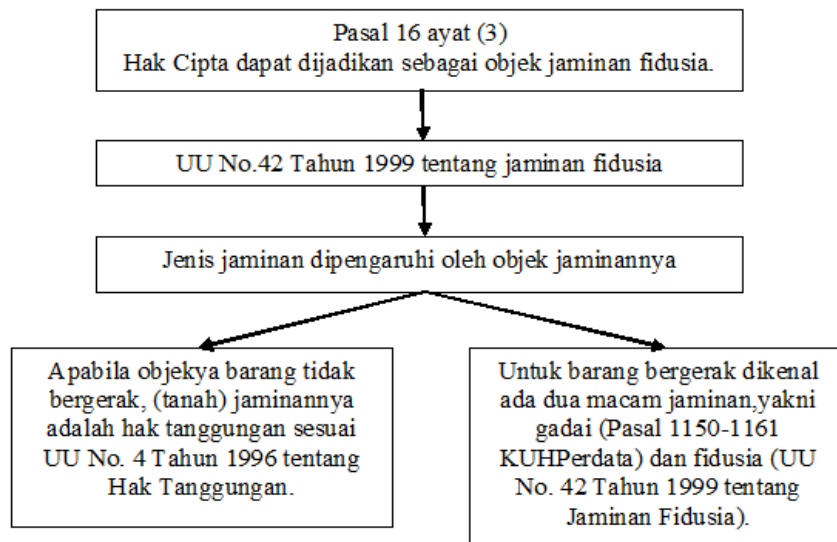 Pasal 16 ayat (3)
Hak Cipta dapat dijadikan sebagai objek jaminan fidusia.
UU No.42 Tahun 1999 tentang jaminan fidusia
Jenis jaminan dipengaruhi oleh objek jaminannya
Apabila objekya barang tidak
bergerak, (tanah) jaminannya
adalah hak tanggungan sesuai
UU No. 4 Tahun 1996 tentang
Hak Tanggungan.
Untuk barang bergerak dikenal
ada dua macam jaminan,yakni
gadai (Pasal 1150-1161
KUHPerdata) dan fidusia (UU
No. 42 Tahun 1999 tentang
Jaminan Fidusia).